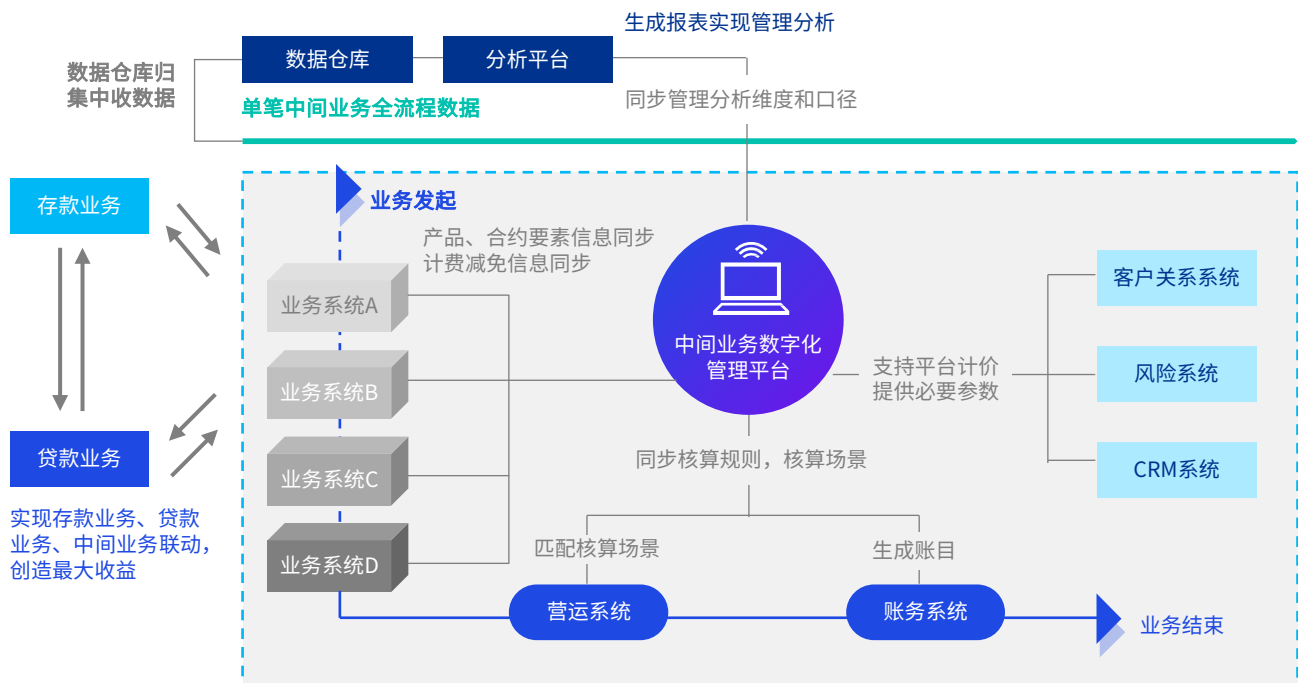 生成报表实现管理分析
数据仓库
分析平台
数据仓库归
集中收数据
单笔中间业务全流程数据
同步管理分析维度和口径
存款业务
业务发起
产品、合约要素信息同步
计费减免信息同步
业务系统A
业务系统B
业务系统C
业务系统D
中间业务数字化
管理平台
支持平台计价
提供必要参数
客户关系系统
风险系统
CRM系统
贷款业务
实现存款业务、贷款
业务、中间业务联动，
创造最大收益
同步核算规则，核算场景
匹配核算场景
生成账目
营运系统
账务系统
业务结束